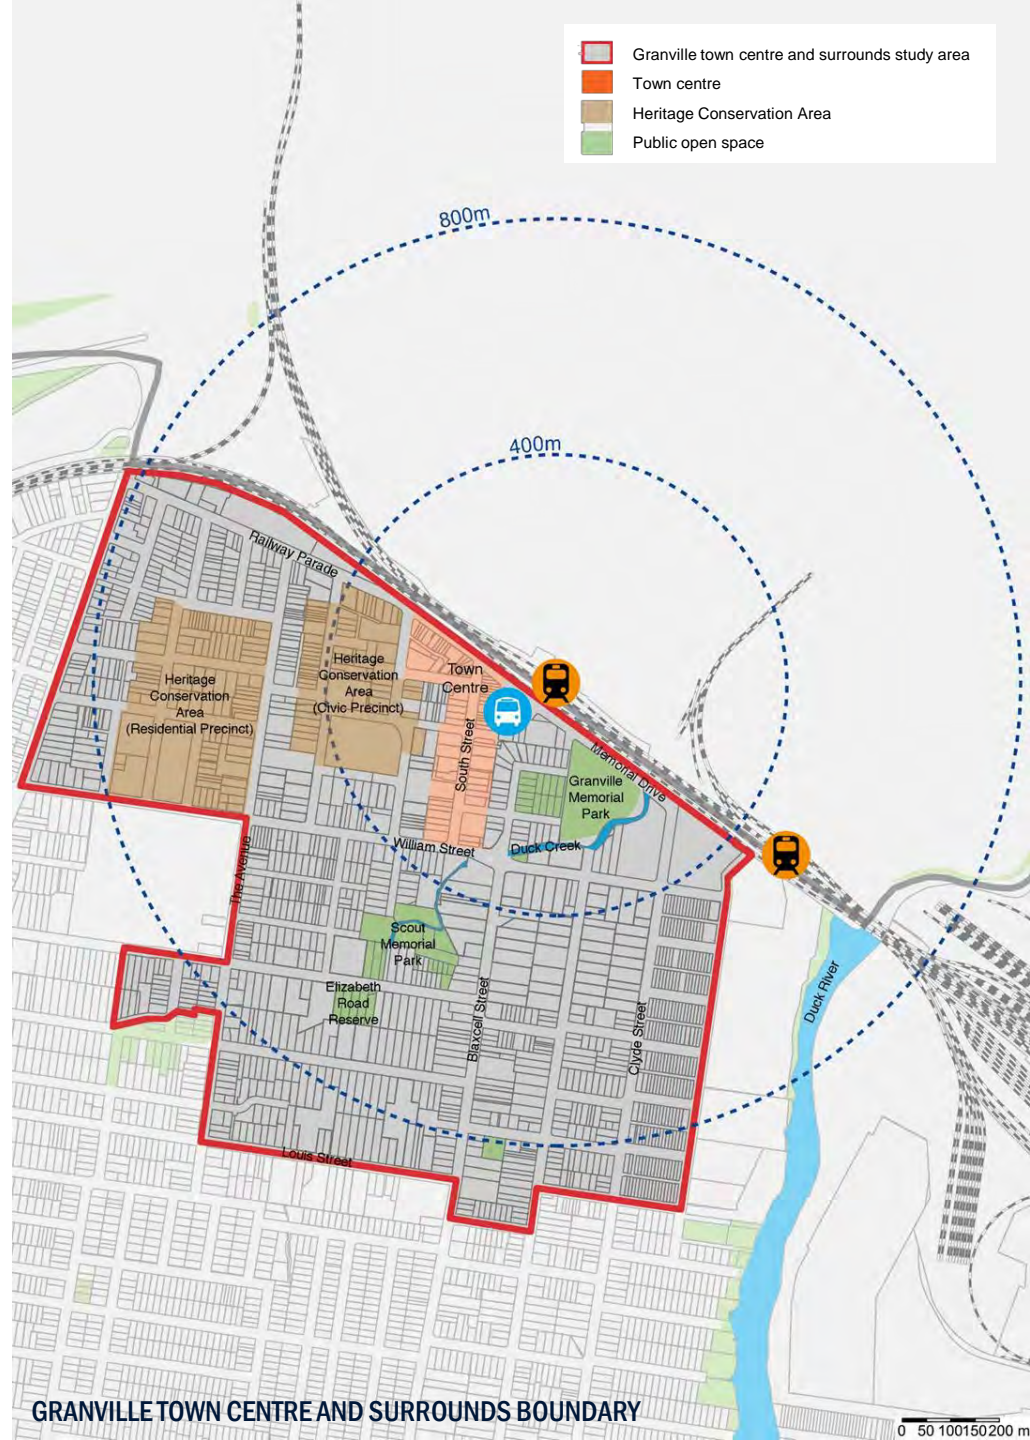 Granville town centre and surrounds study area
Town centre
Heritage Conservation Area
Public open space
800m
400m
Railway Parade
Heritage
Conservation
Area
(Civic Precinct)
Town
Centre
Heritage
Conservation
Area
(Residential Precinct)
South Street
Memorial Drive
Granville
Memorial
Park
William Street
Duck Creek
The Avenue
Scout
Memorial
Park
Elizabeth
Road
Reserve
Blaxcell Street
Clyde Street
Duck River
Louis Street
GRANVILLE TOWN CENTRE AND SURROUNDS BOUNDARY
0 50 100 150 200 m